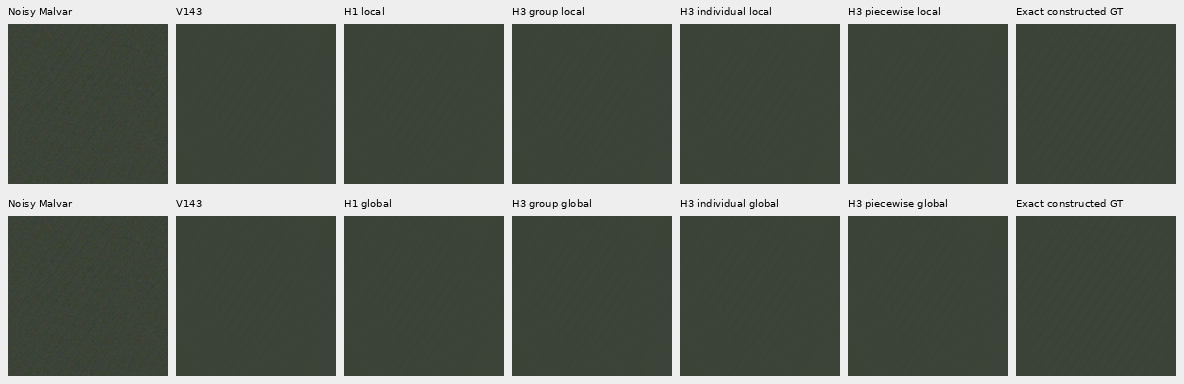 Noisy Malvar V143 H1 local H3 group local H3 individual local H3 piecewise local Exact constructed GT
Noisy Malvar V143 H1 global H3 group global H3 individual global H3 piecewise global Exact constructed GT